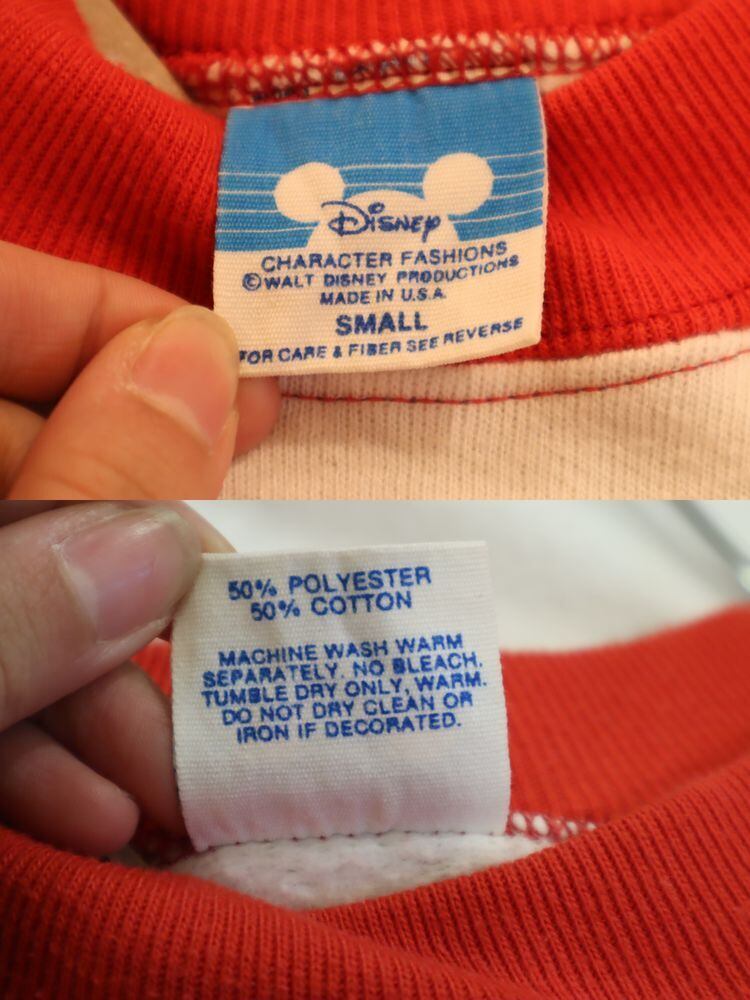 Disney
CHARACTER FASHIONS
©WALT DISNEY PRODUCTIONS
MADE IN U.S.A.
SMALL
FOR CARE & FIBER SEE REVERSE
50% POLYESTER
50% COTTON
MACHINE WASH WARM
SEPARATELY. NO BLEACH.
TUMBLE DRY ONLY, WARM.
DO NOT DRY CLEAN OR
IRON IF DECORATED.